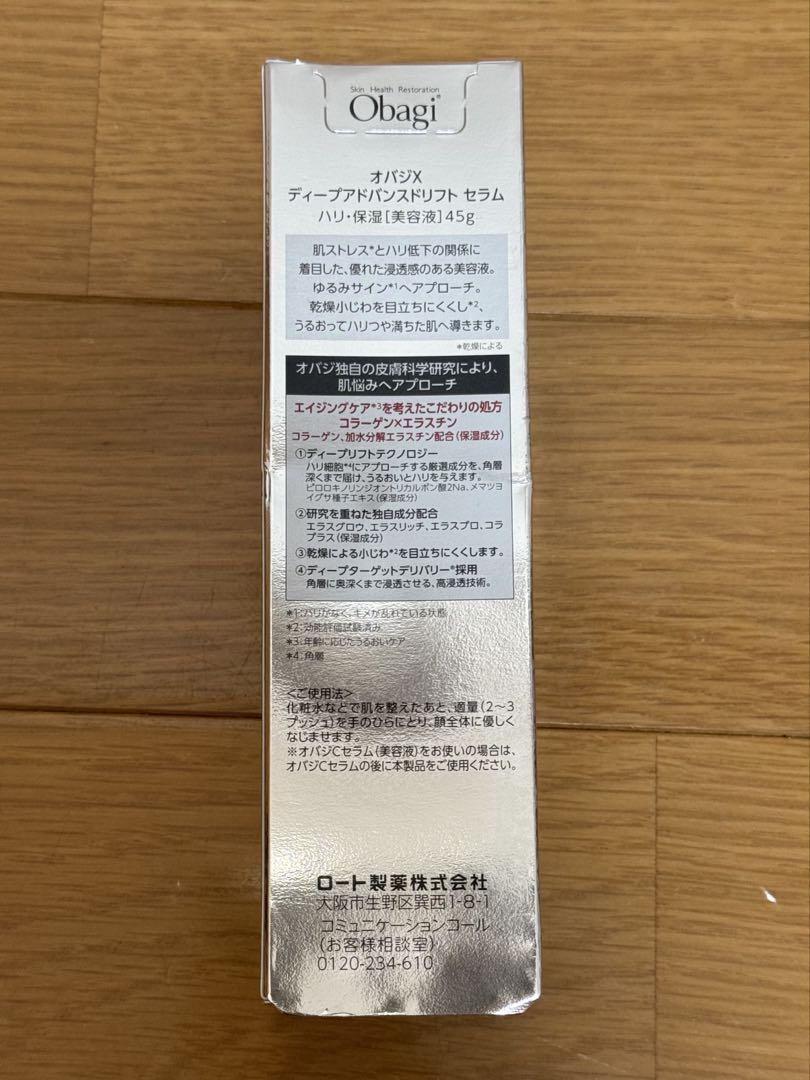 Skin Health Restoration
Obagi®
オバジX
ディープアドバンスドリフト セラム
ハリ・保湿[美容液]45g
肌ストレス*とハリ低下の関係に
着目した、優れた浸透感のある美容液。
ゆるみサイン*1へアプローチ。
乾燥小じわを目立ちにくくし*2、
うるおってハリつや満ちた肌へ導きます。
*乾燥による
オバジ独自の皮膚科学研究により、
肌悩みへアプローチ
エイジングケア*3を考えたこだわりの処方
コラーゲン×エラスチン
コラーゲン、加水分解エラスチン配合(保湿成分)
①ディープリフトテクノロジー
ハリ細胞*4にアプローチする厳選成分を、角層
深くまで届け、うるおいとハリを与えます。
ピロロキノリンジオントリカルボン酸2Na、メマツヨ
イグサ種子エキス(保湿成分)
②研究を重ねた独自成分配合
エラスグロウ、エラスリッチ、エラスプロ、コラ
プラス(保湿成分)
③乾燥による小じわ*2を目立ちにくくします。
④ディープターゲットデリバリー®採用
角層に奥深くまで浸透させる、高浸透技術。
*1:ハリがなく、キメが乱れている状態
*2:効能評価試験済み
*3:年齢に応じたうるおいケア
*4:角層
<ご使用法>
化粧水などで肌を整えたあと、適量(2〜3
プッシュ)を手のひらにとり、顔全体に優しく
なじませます。
※オバジCセラム(美容液)をお使いの場合は、
オバジCセラムの後に本製品をご使用ください。
ロート製薬株式会社
大阪市生野区巽西1-8-1
コミュニケーションコール
(お客様相談室)
0120-234-610